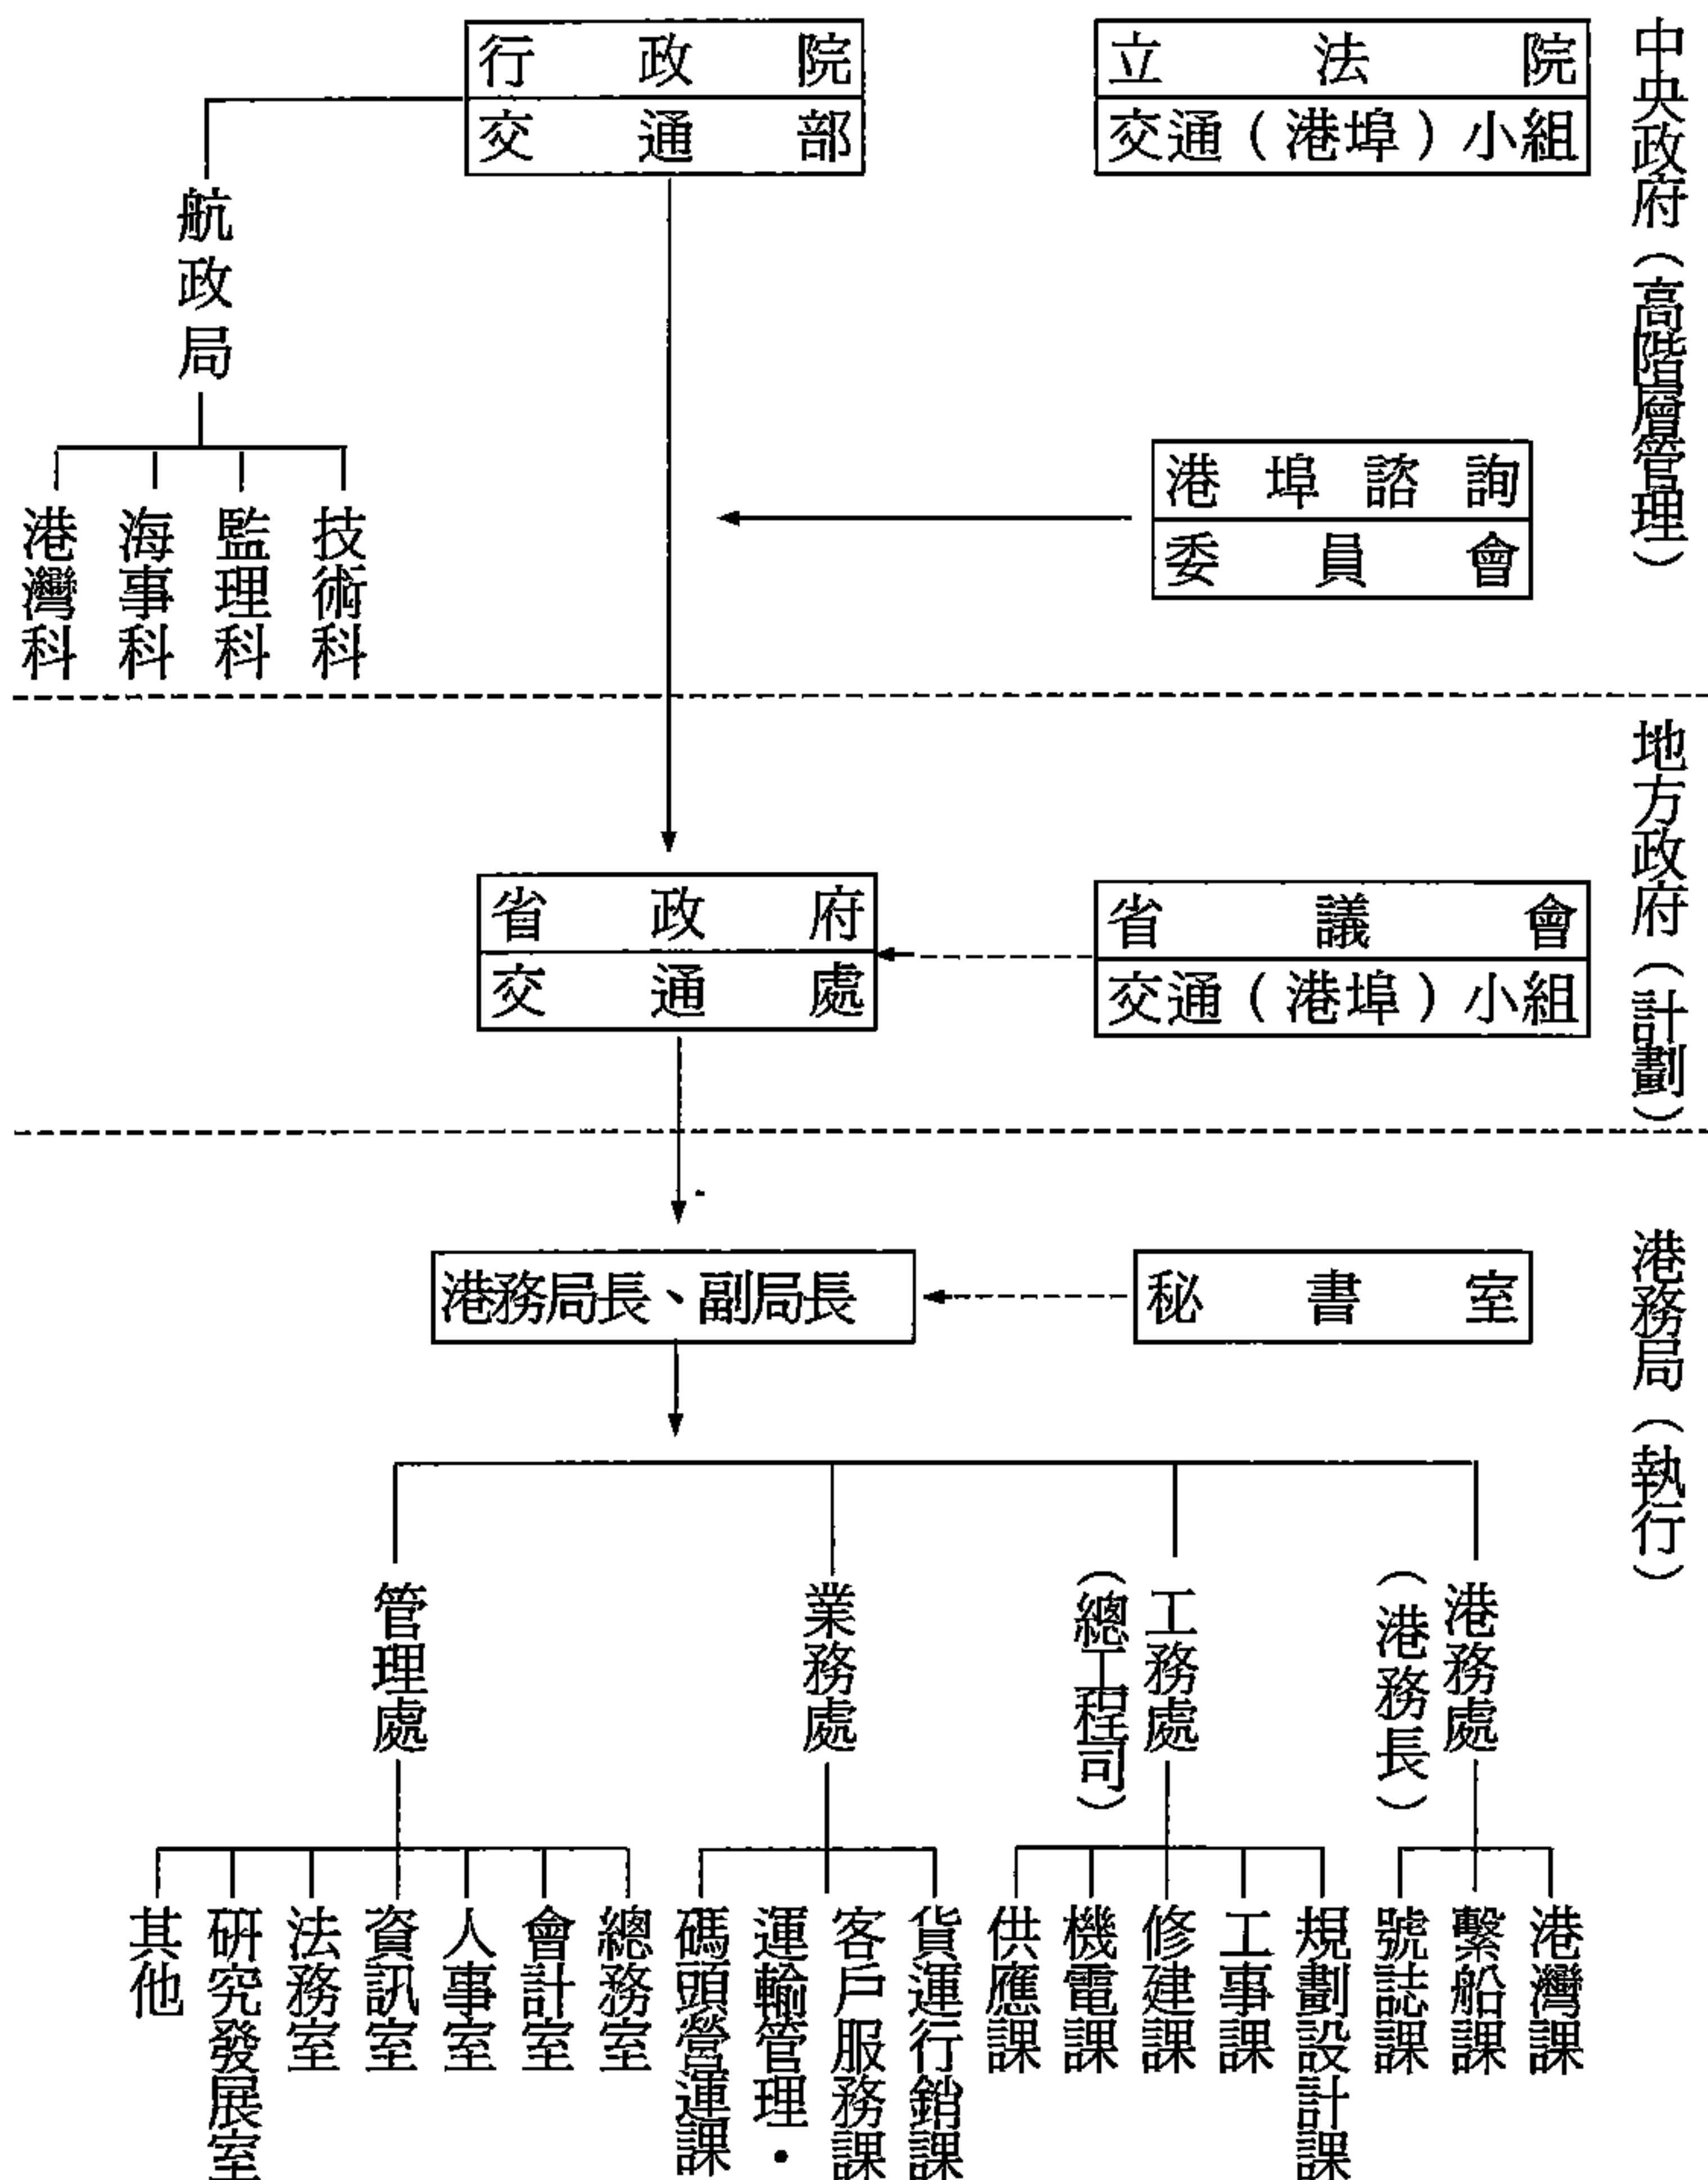 行政院
交通部
立法院
交通(港埠)小組
中央政府(高階層管理)
航政局
港灣科
海事科
監理科
技術科
港埠諮詢
委員會
地方政府(計劃)
省政府
交通處
省議會
交通(港埠)小組
港務局(執行)
港務局長、副局長
秘書室
管理處
業務處
工務處
(總工程司)
港務處
(港務長)
其他
研究發展室
法務室
資訊室
人事室
會計室
總務室
碼頭營運課
運輸管理・
客戶服務課
貨運行銷課
供應課
機電課
修建課
工事課
規劃設計課
號誌課
繫船課
港灣課